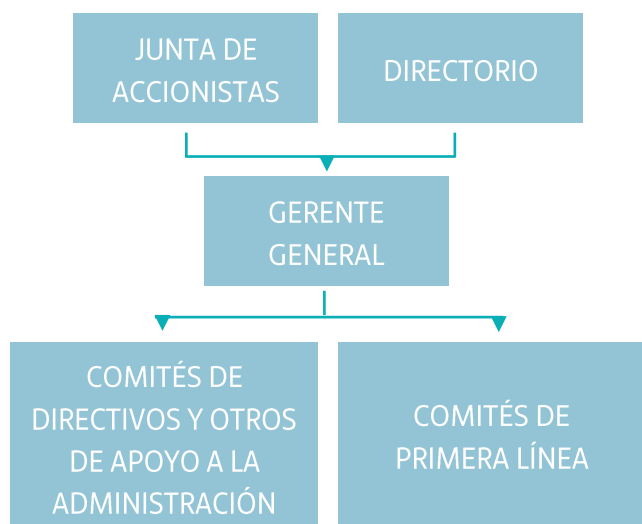 JUNTA DE
ACCIONISTAS
DIRECTORIO
GERENTE
GENERAL
COMITÉS DE
DIRECTIVOS Y OTROS
DE APOYO A LA
ADMINISTRACIÓN
COMITÉS DE
PRIMERA LÍNEA